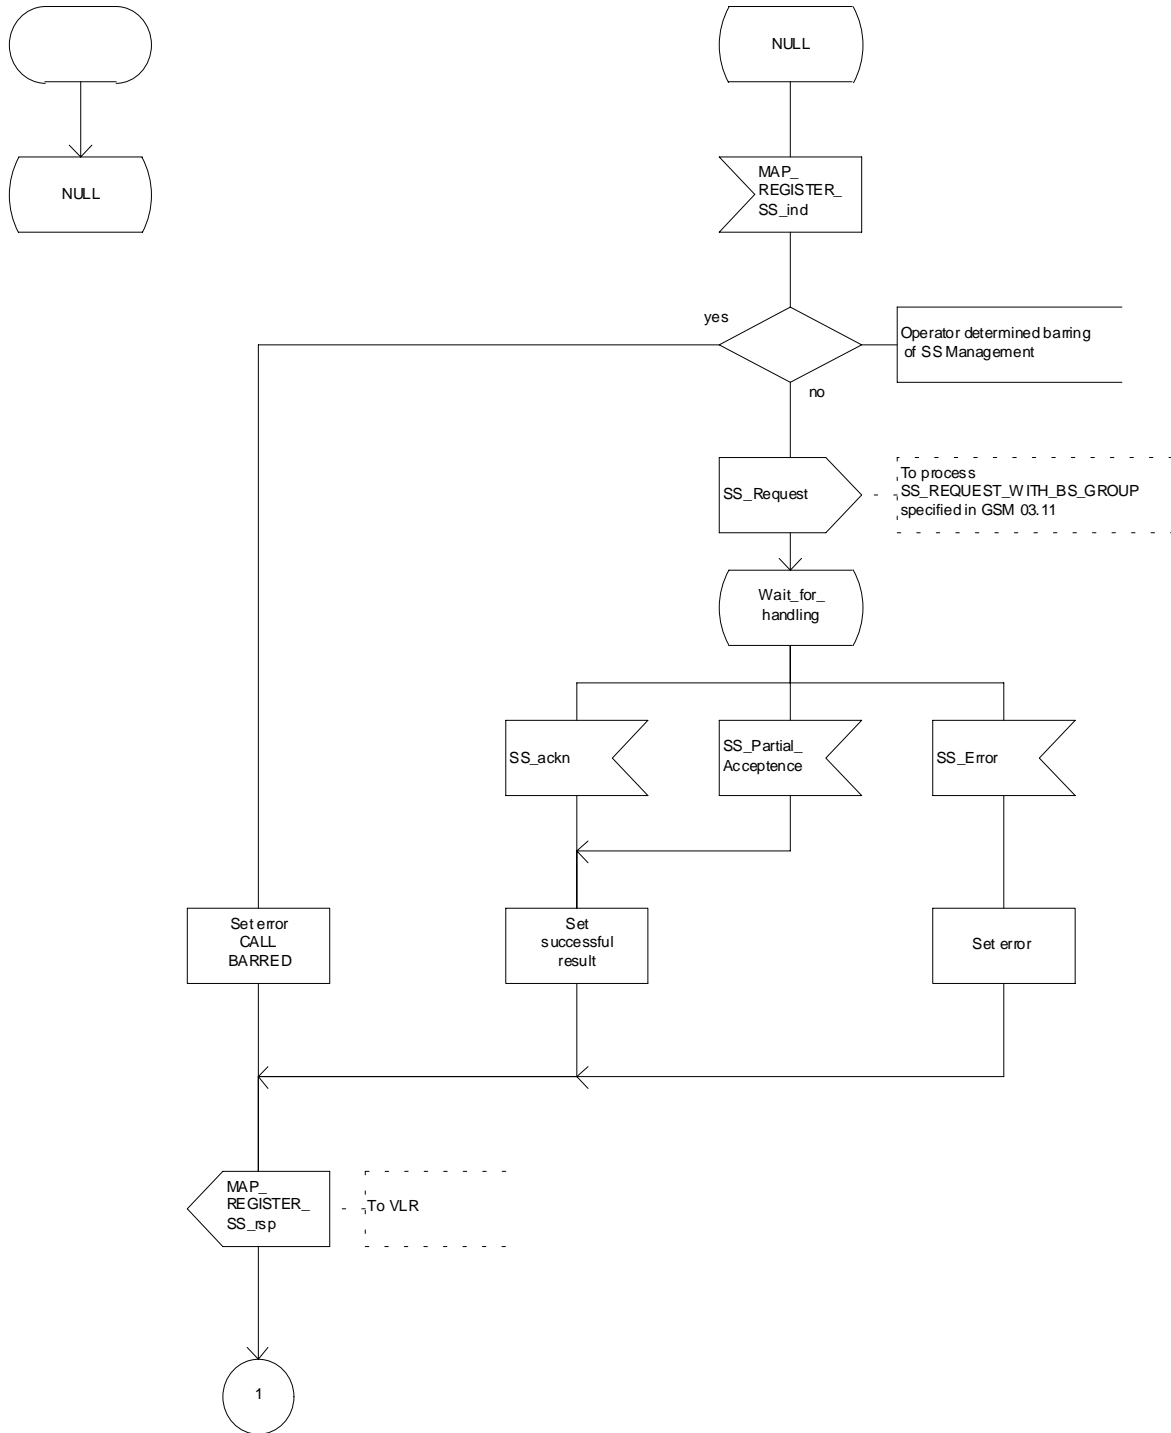 NULL
NULL
MAP_
REGISTER_
SS_ind
yes
Operator determined barring
of SS Management
no
SS_Request
To process
SS_REQUEST_WITH_BS_GROUP
specified in GSM 03.11
Wait_for_
handling
SS_ackn
SS_Partial_
Acceptence
SS_Error
Set error
CALL
BARRED
Set
successful
result
Set error
MAP_
REGISTER_
SS_rsp
To VLR
1